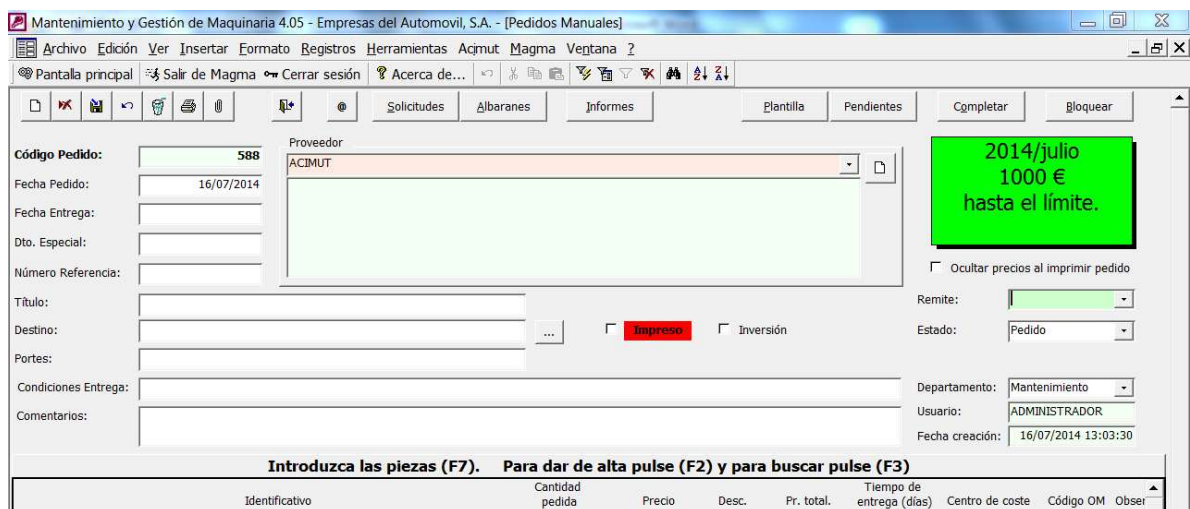 Mantenimiento y Gestión de Maquinaria 4.05 - Empresas del Automovil, S.A. - [Pedidos Manuales]
Archivo Edición Ver Insertar Formato Registros Herramientas Acimut Magma Ventana ?
Pantalla principal Salir de Magma Cerrar sesión Acerca de...
@ Solicitudes Albaranes Informes Plantilla Pendientes Completar Bloquear
Código Pedido: 588
Fecha Pedido: 16/07/2014
Fecha Entrega:
Dto. Especial:
Número Referencia:
Proveedor
ACIMUT
2014/julio
1000 €
hasta el límite.
Ocultar precios al imprimir pedido
Título:
Remite:
Destino: ... Impreso Inversión
Estado: Pedido
Portes:
Condiciones Entrega:
Departamento: Mantenimiento
Comentarios:
Usuario: ADMINISTRADOR
Fecha creación: 16/07/2014 13:03:30
Introduzca las piezas (F7). Para dar de alta pulse (F2) y para buscar pulse (F3)
Identificativo Cantidad pedida Precio Desc. Pr. total. Tiempo de entrega (días) Centro de coste Código OM Obser